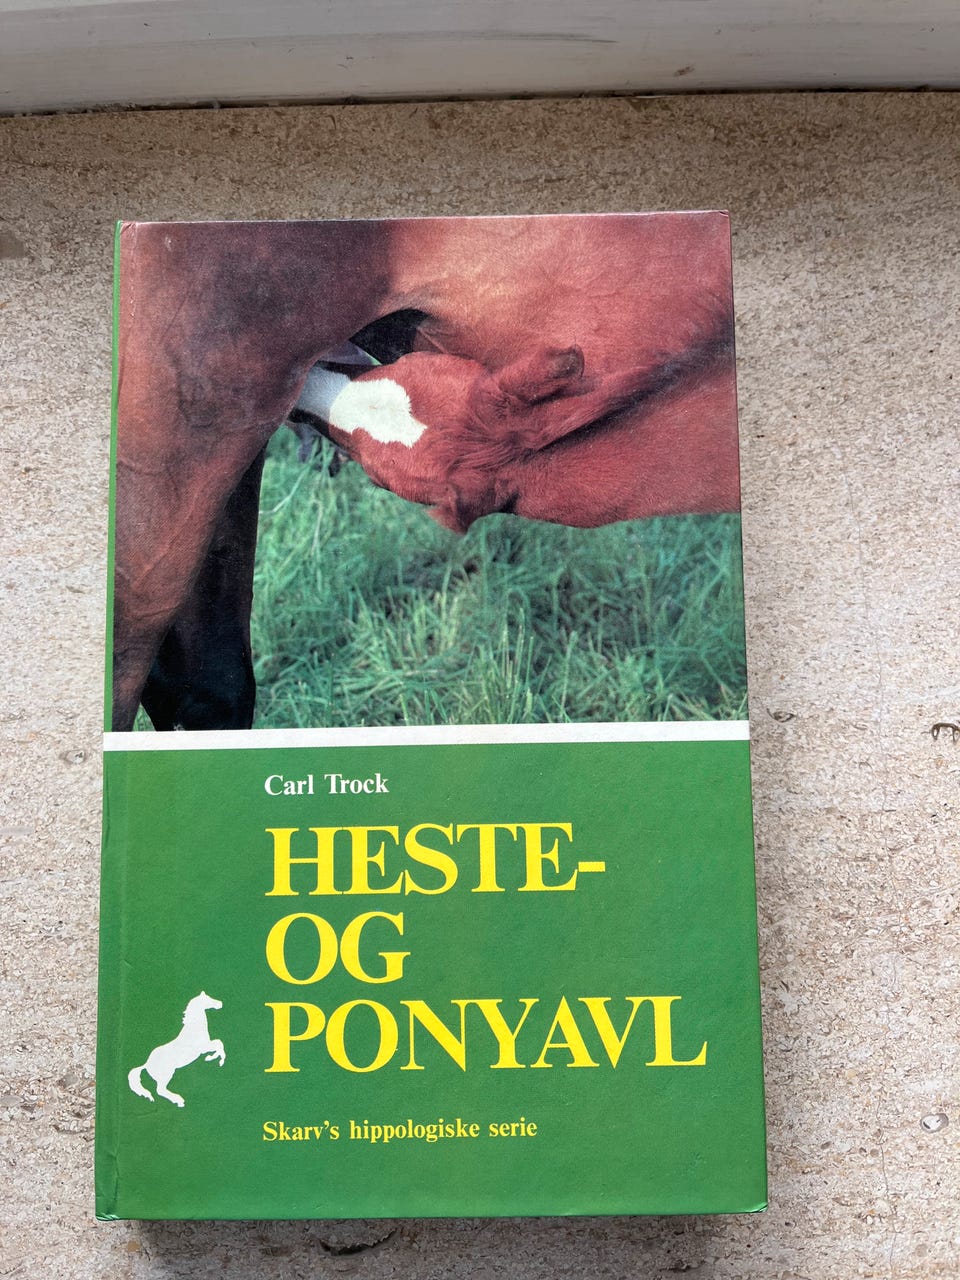 Carl Trock
HESTE-
OG
PONYAVL
Skarv's hippologiske serie